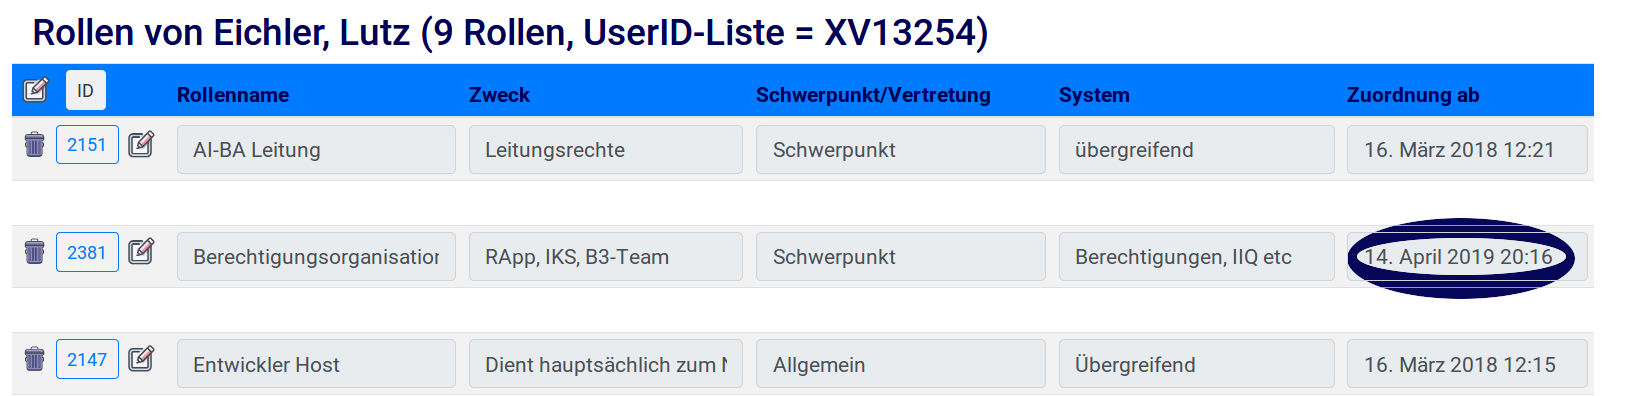 Rollen von Eichler, Lutz (9 Rollen, UserID-Liste = XV13254)
ID Rollenname Zweck Schwerpunkt/Vertretung System Zuordnung ab
2151 AI-BA Leitung Leitungsrechte Schwerpunkt übergreifend 16. März 2018 12:21
2381 Berechtigungsorganisation RApp, IKS, B3-Team Schwerpunkt Berechtigungen, IIQ etc 14. April 2019 20:16
2147 Entwickler Host Dient hauptsächlich zum Allgemein Übergreifend 16. März 2018 12:15